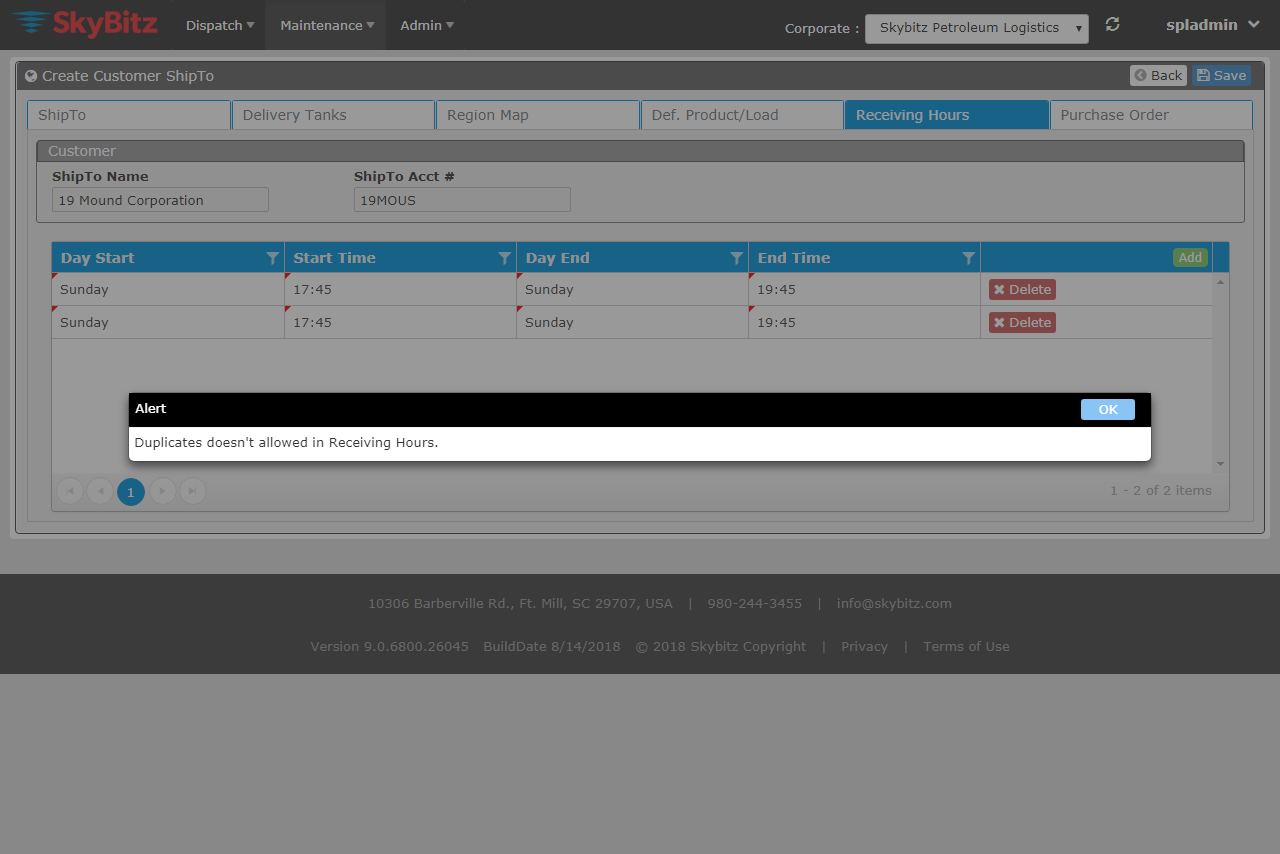 SkyBitz Dispatch Maintenance Admin Corporate : Skybitz Petroleum Logistics spladmin
Create Customer ShipTo Back Save
ShipTo Delivery Tanks Region Map Def. Product/Load Receiving Hours Purchase Order
Customer
ShipTo Name ShipTo Acct #
19 Mound Corporation 19MOUS
Day Start Start Time Day End End Time Add
Sunday 17:45 Sunday 19:45 Delete
Sunday 17:45 Sunday 19:45 Delete
Alert OK
Duplicates doesn't allowed in Receiving Hours.
1 1 - 2 of 2 items
10306 Barberville Rd., Ft. Mill, SC 29707, USA | 980-244-3455 | info@skybitz.com
Version 9.0.6800.26045 BuildDate 8/14/2018 © 2018 Skybitz Copyright | Privacy | Terms of Use